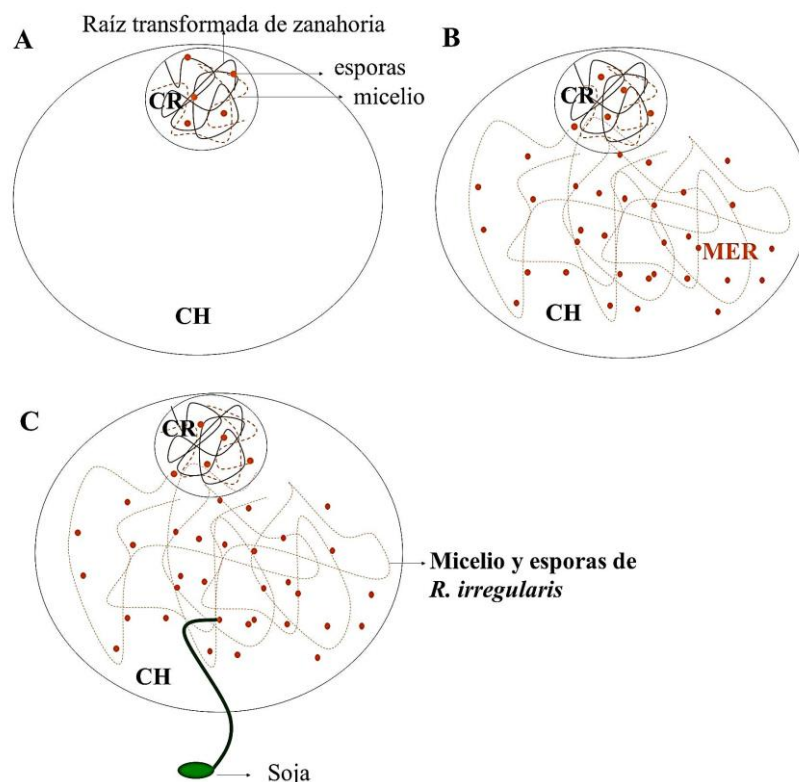 A
Raíz transformada de zanahoria
esporas
CR
micelio
CH
B
CR
MER
CH
C
CR
Micelio y esporas de
R. irregularis
CH
Soja